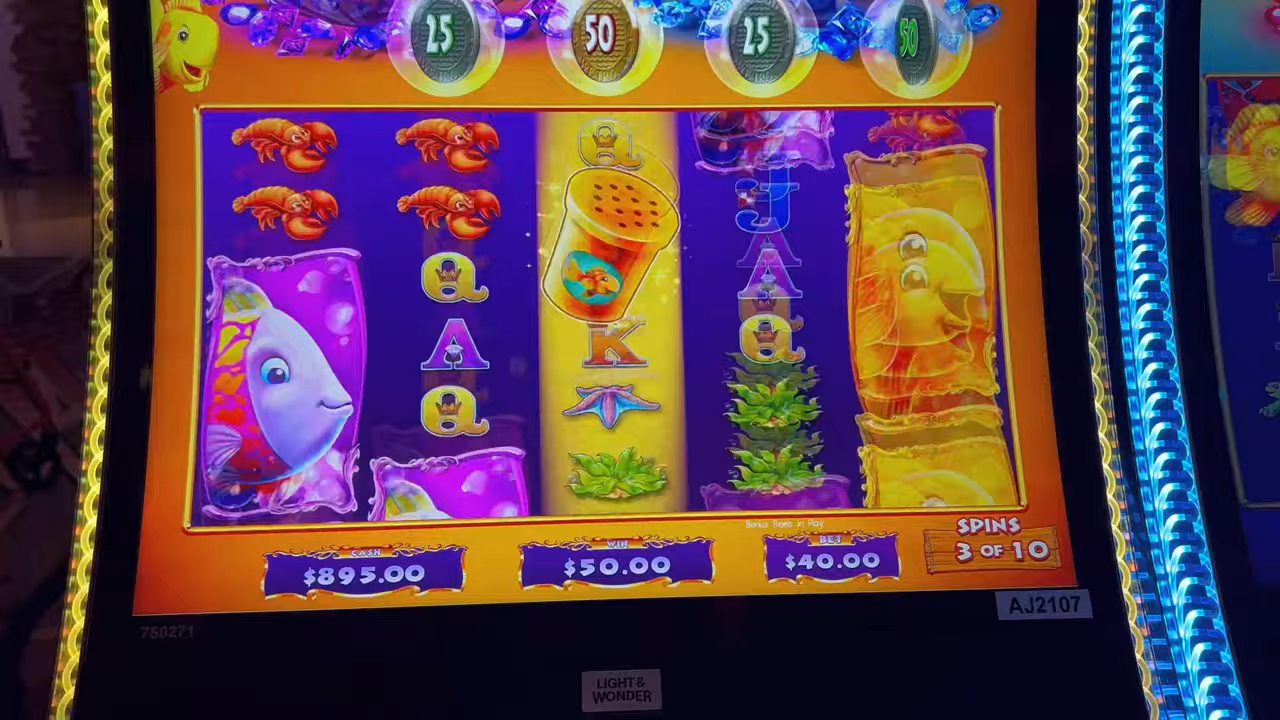 25 50 25 50
Q
J
Q
A
K
A
Q
Q
Bonus Reels in Play
CASH WIN BET SPINS
$895.00 $50.00 $40.00 3 OF 10
AJ2107
750271
LIGHT &
WONDER